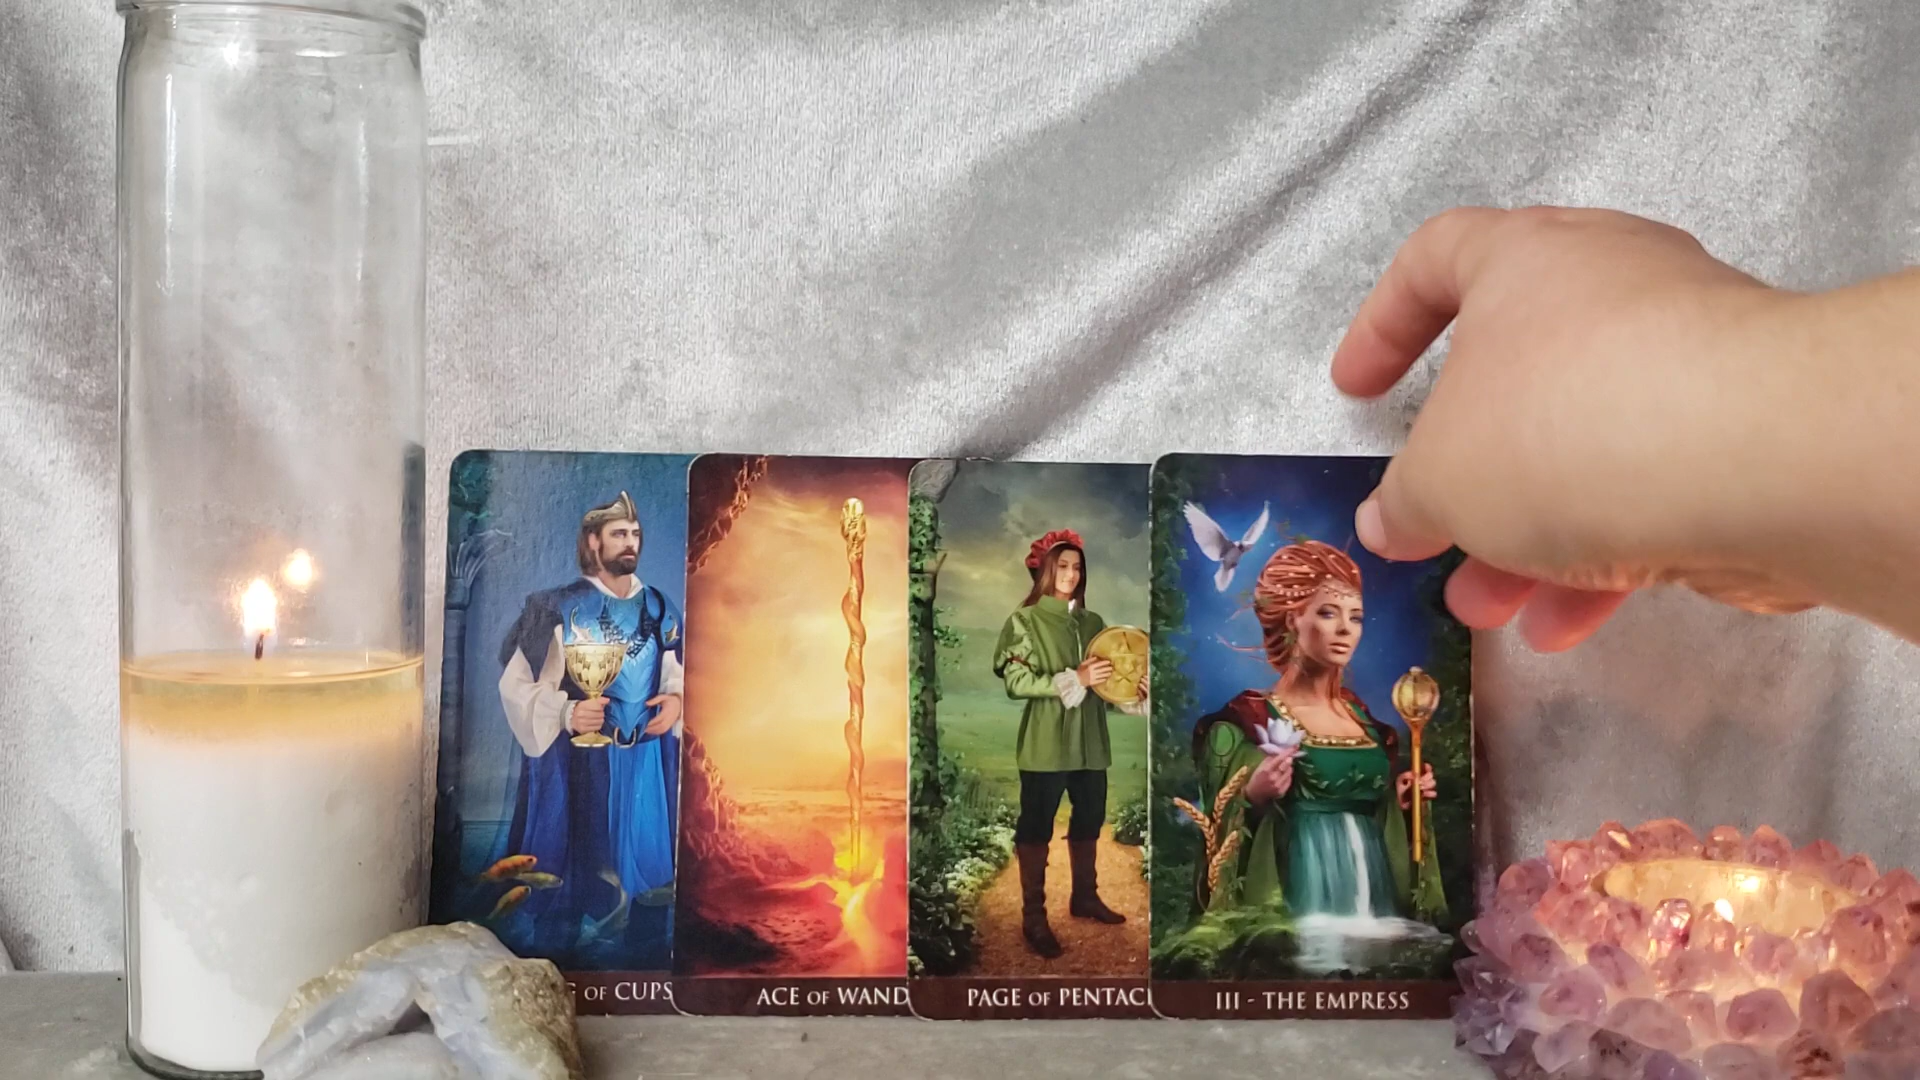 G OF CUPS
ACE OF WAND
PAGE OF PENTAC
III - THE EMPRESS